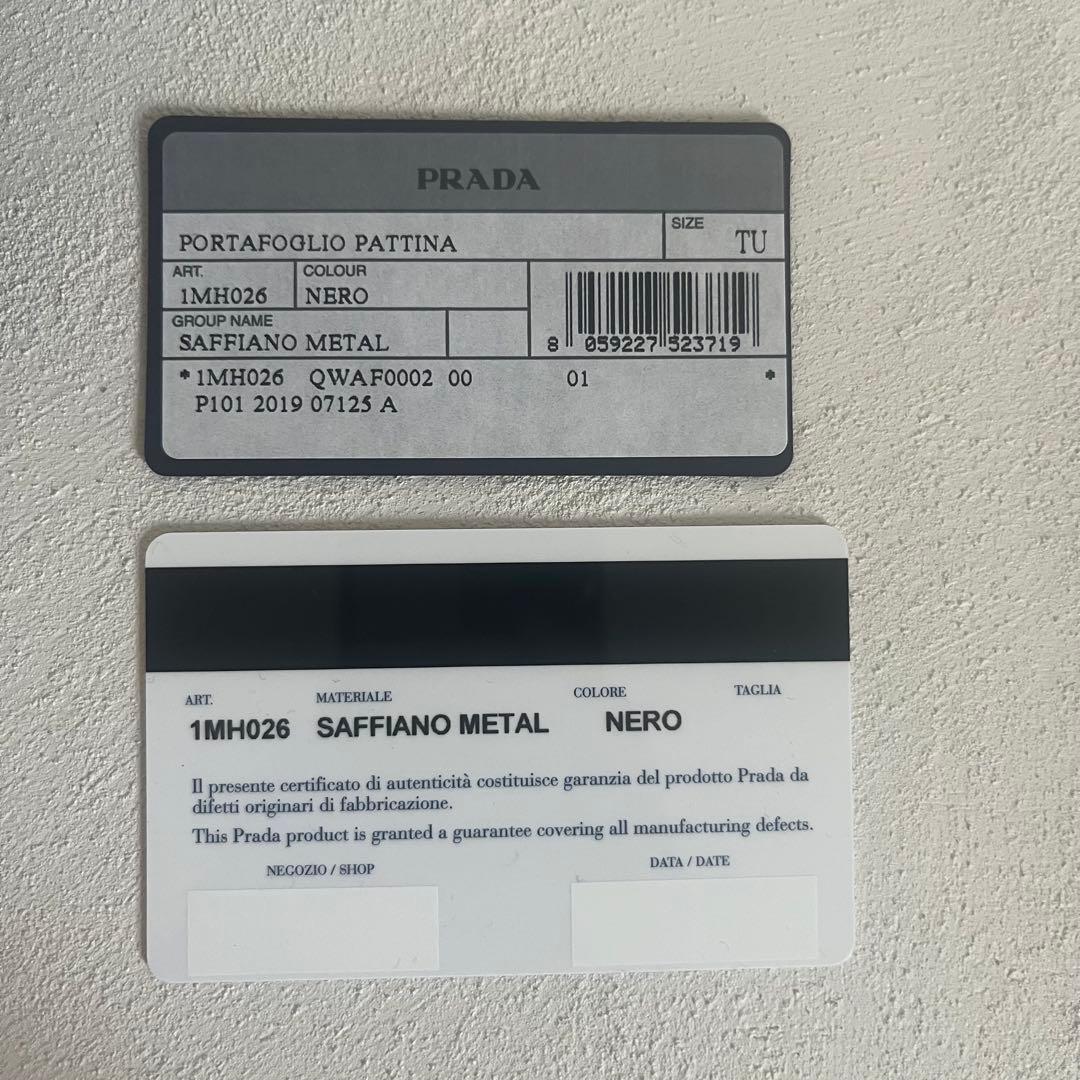 PRADA
PORTAFOGLIO PATTINA
SIZE
TU
ART.
1MH026
COLOUR
NERO
GROUP NAME
SAFFIANO METAL
8 059227 523719
*1MH026 QWAF0002 00 01 *
P101 2019 07125 A
ART. MATERIALE COLORE TAGLIA
1MH026 SAFFIANO METAL NERO
Il presente certificato di autenticità costituisce garanzia del prodotto Prada da
difetti originari di fabbricazione.
This Prada product is granted a guarantee covering all manufacturing defects.
NEGOZIO / SHOP DATA / DATE